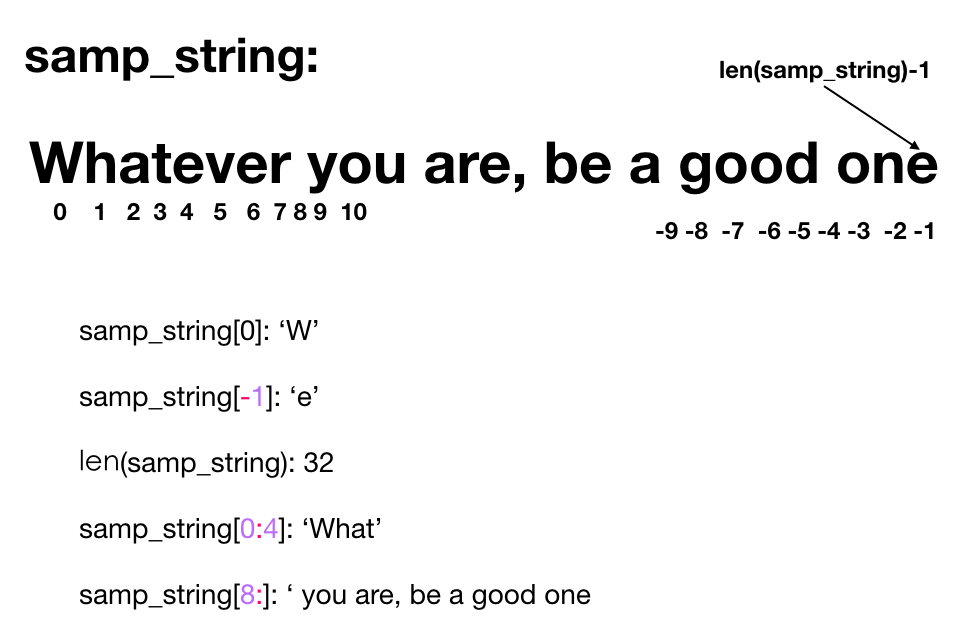 samp_string:
len(samp_string)-1
Whatever you are, be a good one
0 1 2 3 4 5 6 7 8 9 10
-9 -8 -7 -6 -5 -4 -3 -2 -1
samp_string[0]: ‘W’
samp_string[-1]: ‘e’
len(samp_string): 32
samp_string[0:4]: ‘What’
samp_string[8:]: ‘ you are, be a good one